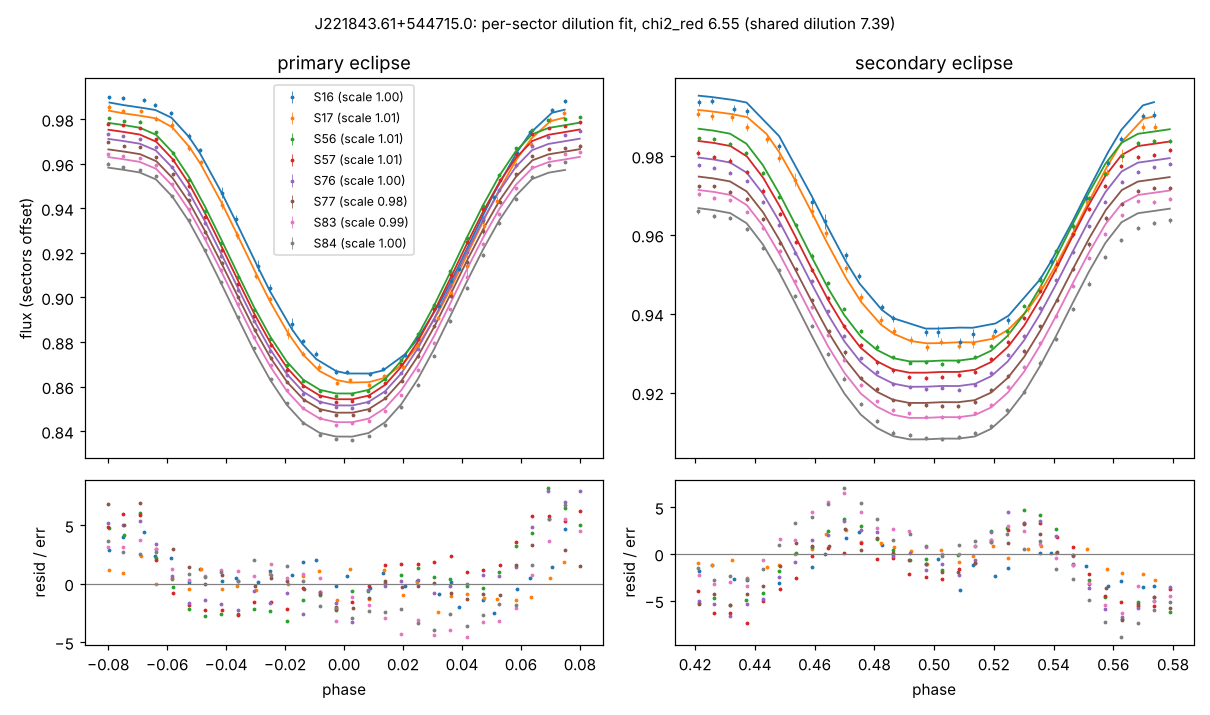 J221843.61+544715.0: per-sector dilution fit, chi2_red 6.55 (shared dilution 7.39)
primary eclipse
secondary eclipse
flux (sectors offset)
0.98
0.96
0.94
0.92
0.90
0.88
0.86
0.84
S16 (scale 1.00)
S17 (scale 1.01)
S56 (scale 1.01)
S57 (scale 1.01)
S76 (scale 1.00)
S77 (scale 0.98)
S83 (scale 0.99)
S84 (scale 1.00)
0.98
0.96
0.94
0.92
resid / err
5
0
−5
−0.08
−0.06
−0.04
−0.02
0.00
0.02
0.04
0.06
0.08
phase
resid / err
5
0
−5
0.42
0.44
0.46
0.48
0.50
0.52
0.54
0.56
0.58
phase